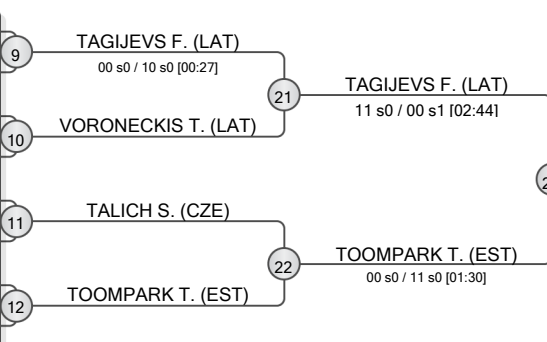 TAGIJEVS F. (LAT)
9
00 s0 / 10 s0 [00:27]
21
TAGIJEVS F. (LAT)
11 s0 / 00 s1 [02:44]
VORONECKIS T. (LAT)
10
TALICH S. (CZE)
11
22
TOOMPARK T. (EST)
00 s0 / 11 s0 [01:30]
TOOMPARK T. (EST)
12